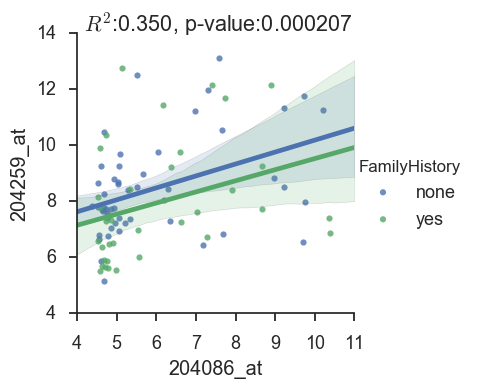 R²:0.350, p-value:0.000207
14
12
10
8
6
4
204259_at
4 5 6 7 8 9 10 11
204086_at
FamilyHistory
none
yes